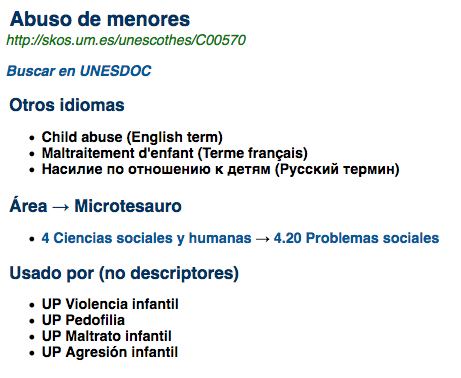 Abuso de menores
http://skos.um.es/unescothes/C00570
Buscar en UNESDOC
Otros idiomas
• Child abuse (English term)
• Maltraitement d'enfant (Terme français)
• Насилие по отношению к детям (Русский термин)
Área → Microtesauro
• 4 Ciencias sociales y humanas → 4.20 Problemas sociales
Usado por (no descriptores)
• UP Violencia infantil
• UP Pedofilia
• UP Maltrato infantil
• UP Agresión infantil